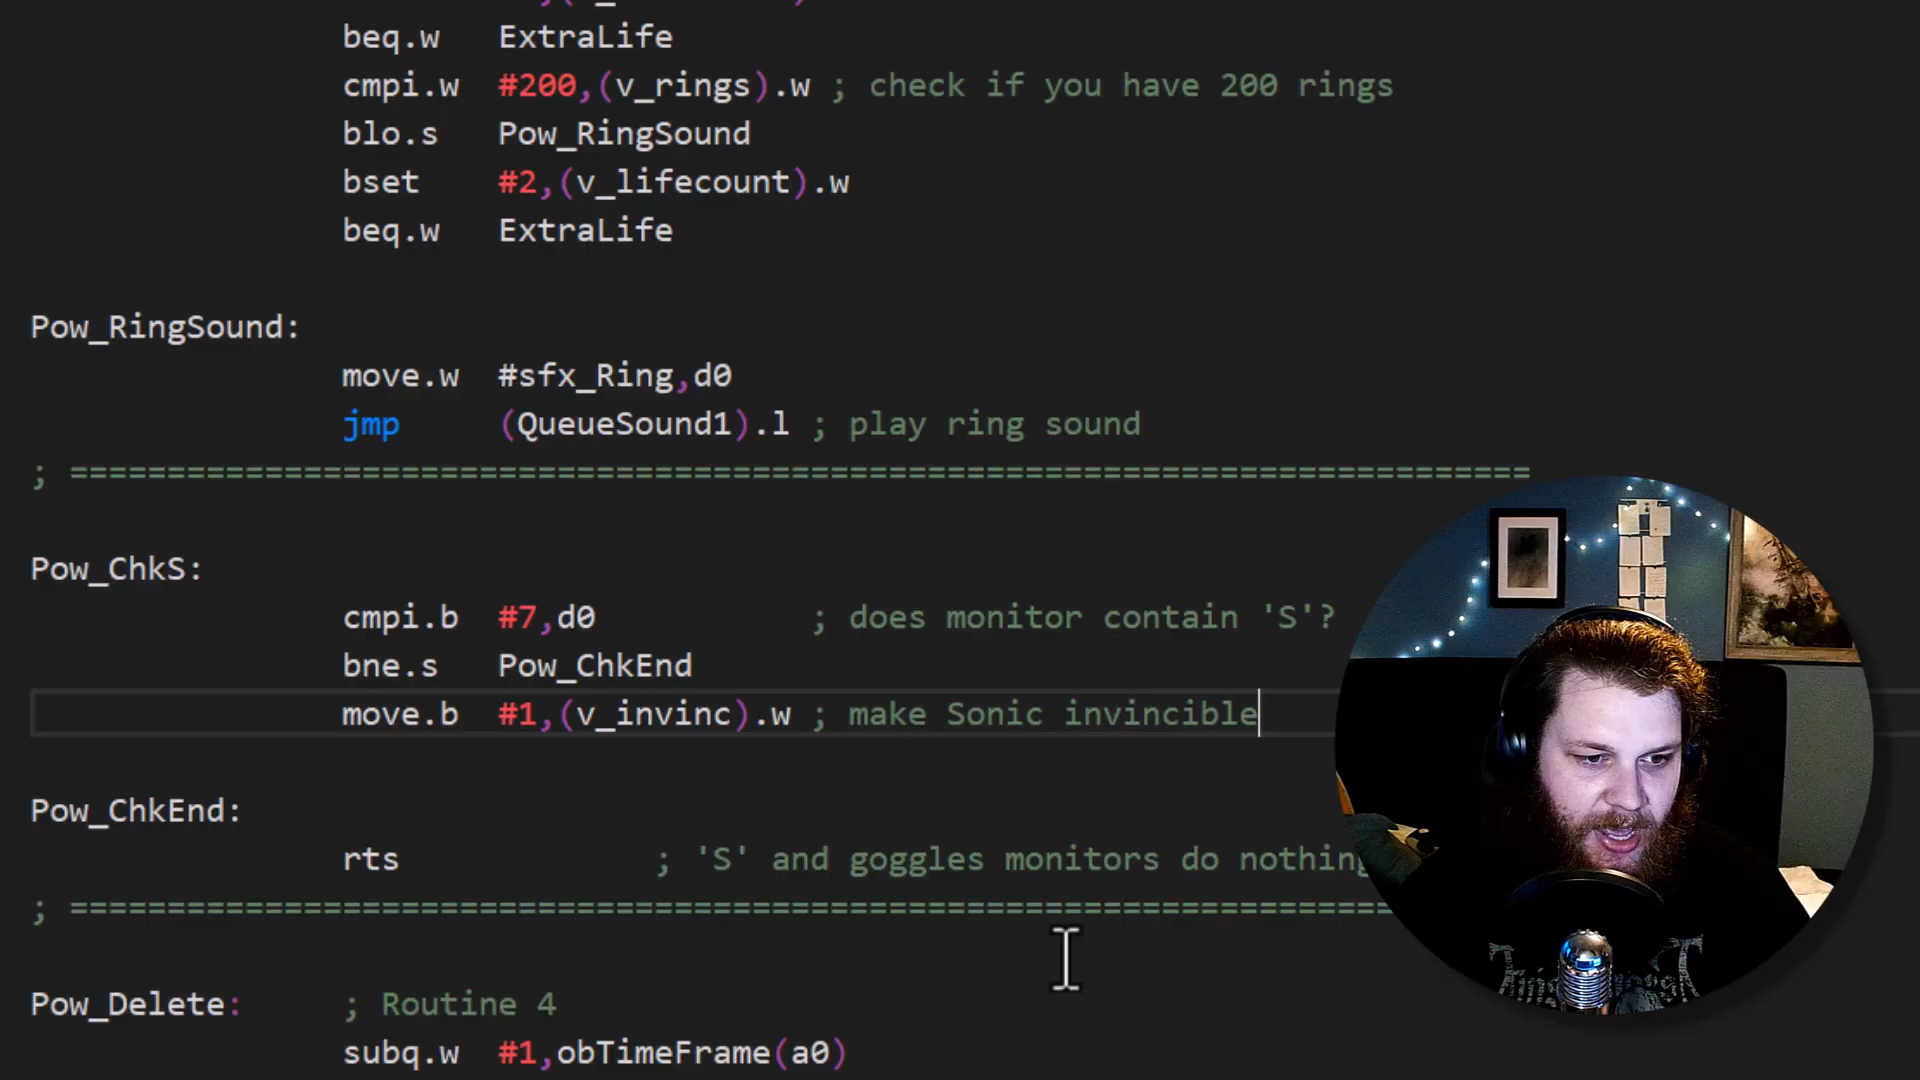 beq.w ExtraLife
cmpi.w #200,(v_rings).w ; check if you have 200 rings
blo.s Pow_RingSound
bset #2,(v_lifecount).w
beq.w ExtraLife
Pow_RingSound:
move.w #sfx_Ring,d0
jmp (QueueSound1).l ; play ring sound
; ===========================================================================
Pow_ChkS:
cmpi.b #7,d0 ; does monitor contain 'S'?
bne.s Pow_ChkEnd
move.b #1,(v_invinc).w ; make Sonic invincible
Pow_ChkEnd:
rts ; 'S' and goggles monitors do nothing
; ====================================================================
Pow_Delete: ; Routine 4
subq.w #1,obTimeFrame(a0)